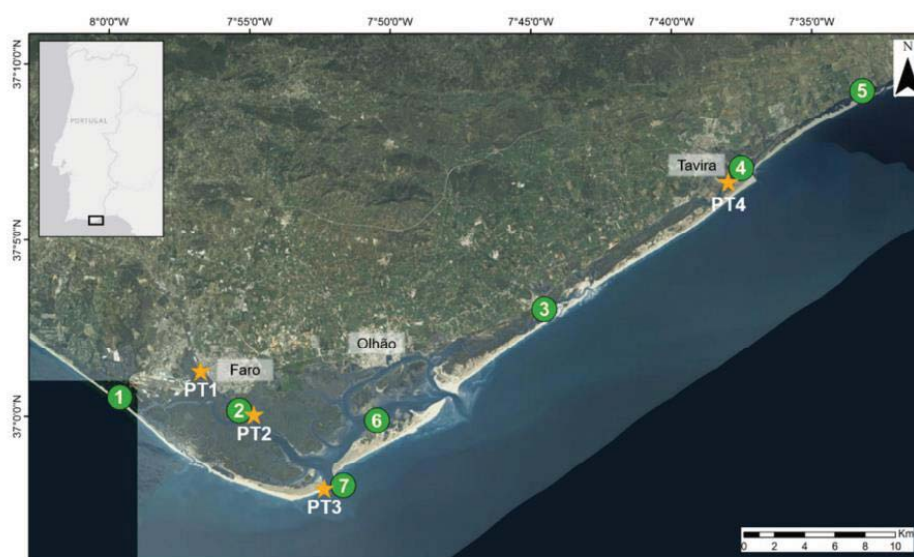 8°0'0"W 7°55'0"W 7°50'0"W 7°45'0"W 7°40'0"W 7°35'0"W
37°10'0"N
N
PORTUGAL
5
Tavira
4
PT4
37°5'0"N
3
Olhão
Faro
PT1
1
2
PT2
6
37°0'0"N
7
PT3
Km
0 2 4 6 8 10